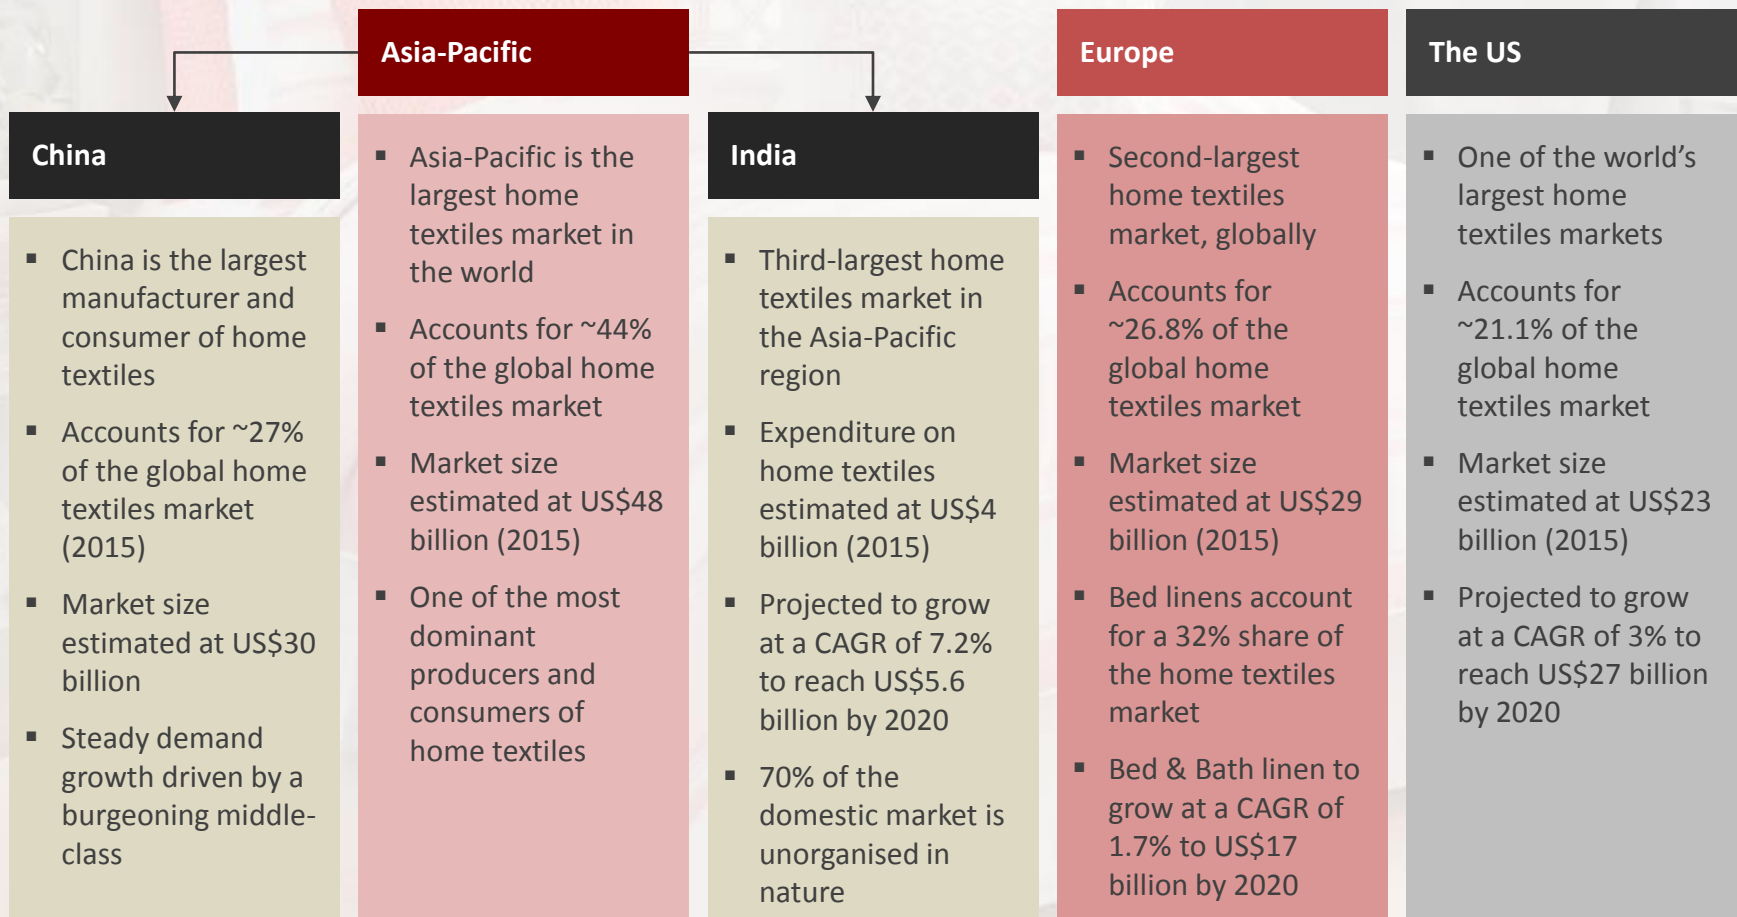 Asia-Pacific
▪ Asia-Pacific is the
largest home
textiles market in
the world
▪ Accounts for ~44%
of the global home
textiles market
▪ Market size
estimated at US$48
billion (2015)
▪ One of the most
dominant
producers and
consumers of
home textiles
China
▪ China is the largest
manufacturer and
consumer of home
textiles
▪ Accounts for ~27%
of the global home
textiles market
(2015)
▪ Market size
estimated at US$30
billion
▪ Steady demand
growth driven by a
burgeoning middle-
class
India
▪ Third-largest home
textiles market in
the Asia-Pacific
region
▪ Expenditure on
home textiles
estimated at US$4
billion (2015)
▪ Projected to grow
at a CAGR of 7.2%
to reach US$5.6
billion by 2020
▪ 70% of the
domestic market is
unorganised in
nature
Europe
▪ Second-largest
home textiles
market, globally
▪ Accounts for
~26.8% of the
global home
textiles market
▪ Market size
estimated at US$29
billion (2015)
▪ Bed linens account
for a 32% share of
the home textiles
market
▪ Bed & Bath linen to
grow at a CAGR of
1.7% to US$17
billion by 2020
The US
▪ One of the world’s
largest home
textiles markets
▪ Accounts for
~21.1% of the
global home
textiles market
▪ Market size
estimated at US$23
billion (2015)
▪ Projected to grow
at a CAGR of 3% to
reach US$27 billion
by 2020